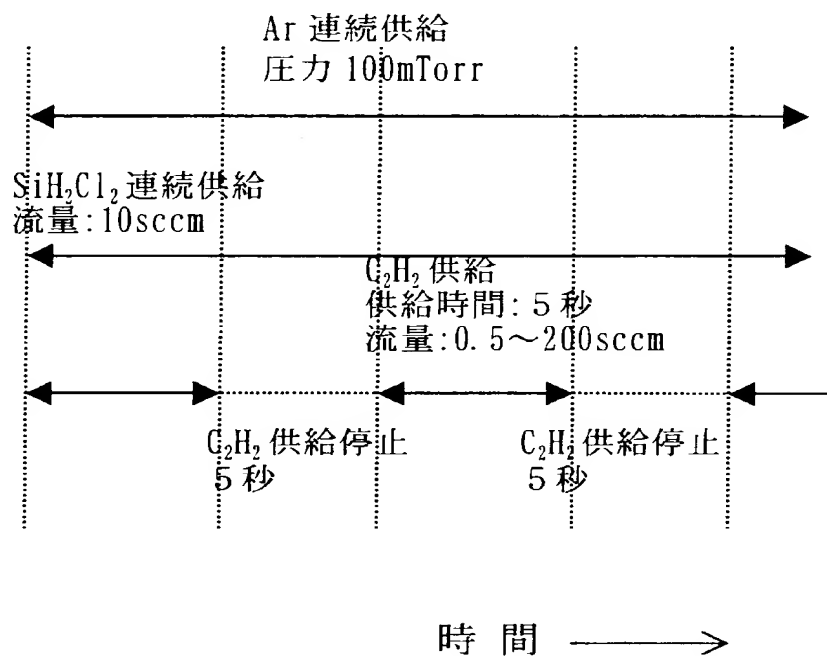 Ar 連続供給
圧力 100mTorr
SiH₂Cl₂ 連続供給
流量:10sccm
C₂H₂ 供給
供給時間:5秒
流量:0.5〜200sccm
C₂H₂ 供給停止
5秒
C₂H₂ 供給停止
5秒
時 間